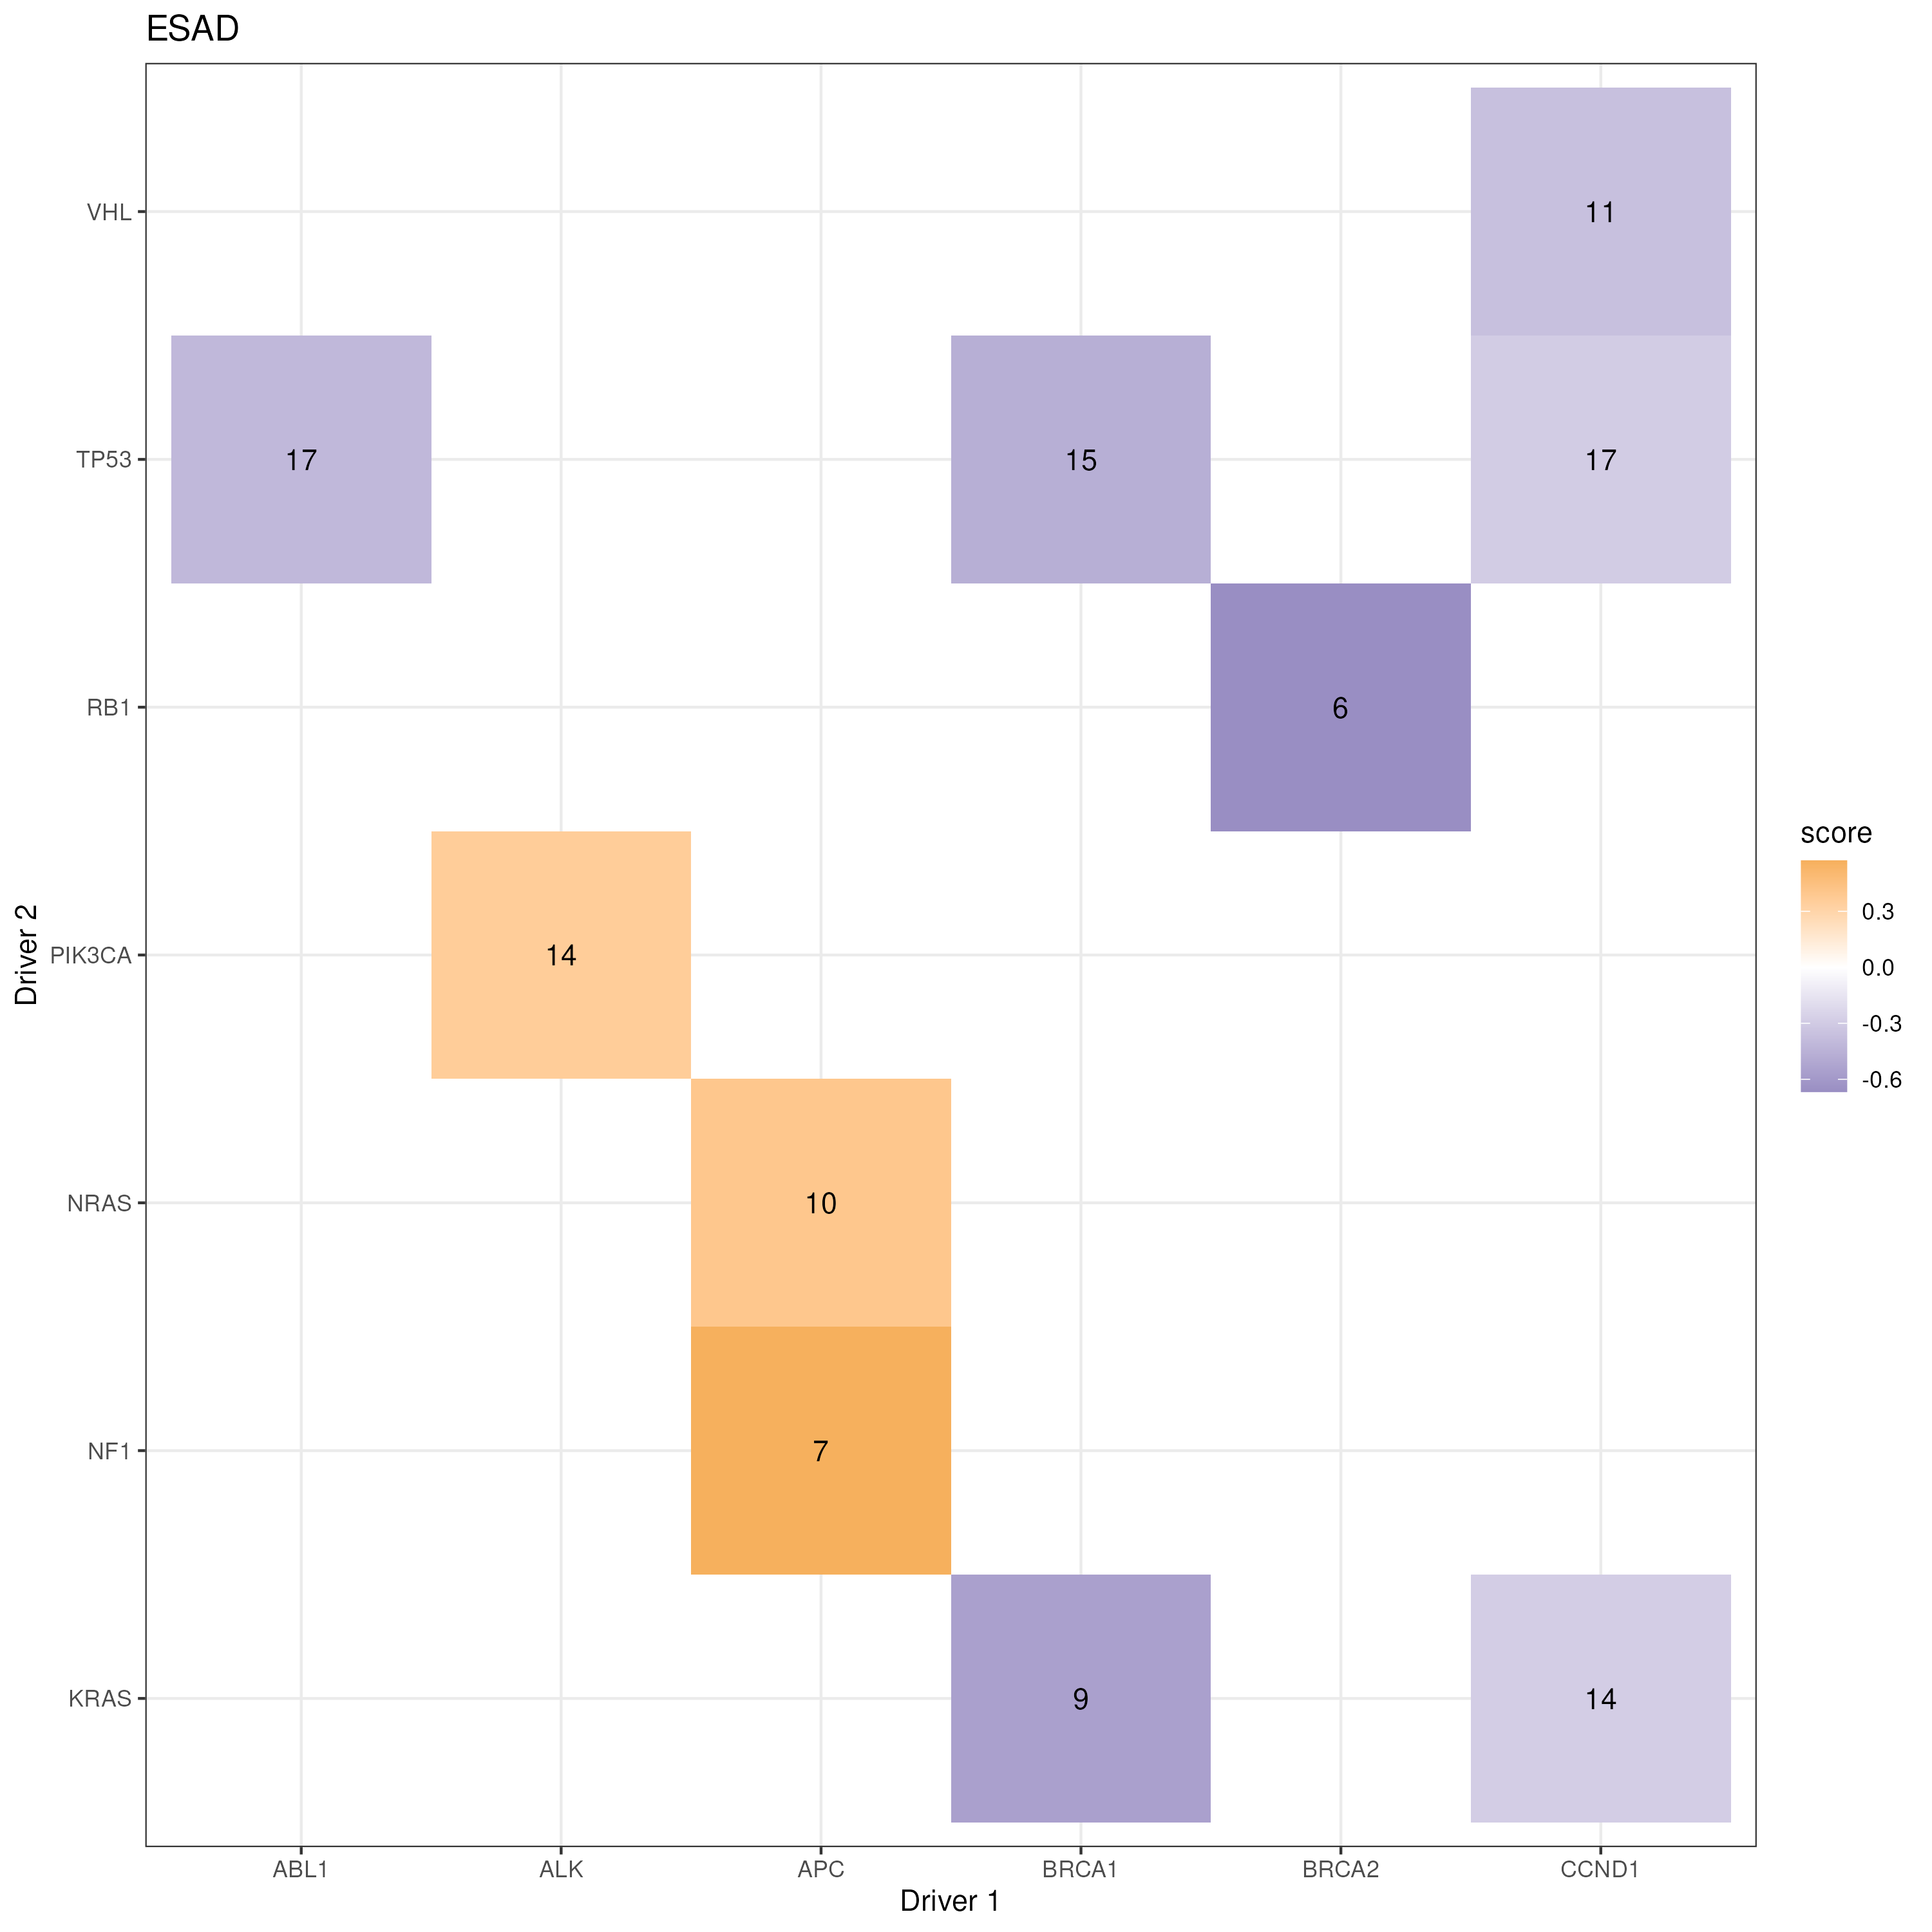 ESAD
VHL
11
TP53
17
15
17
RB1
6
PIK3CA
14
NRAS
10
NF1
7
KRAS
9
14
ABL1
ALK
APC
BRCA1
BRCA2
CCND1
Driver 1
Driver 2
score
0.3
0.0
-0.3
-0.6